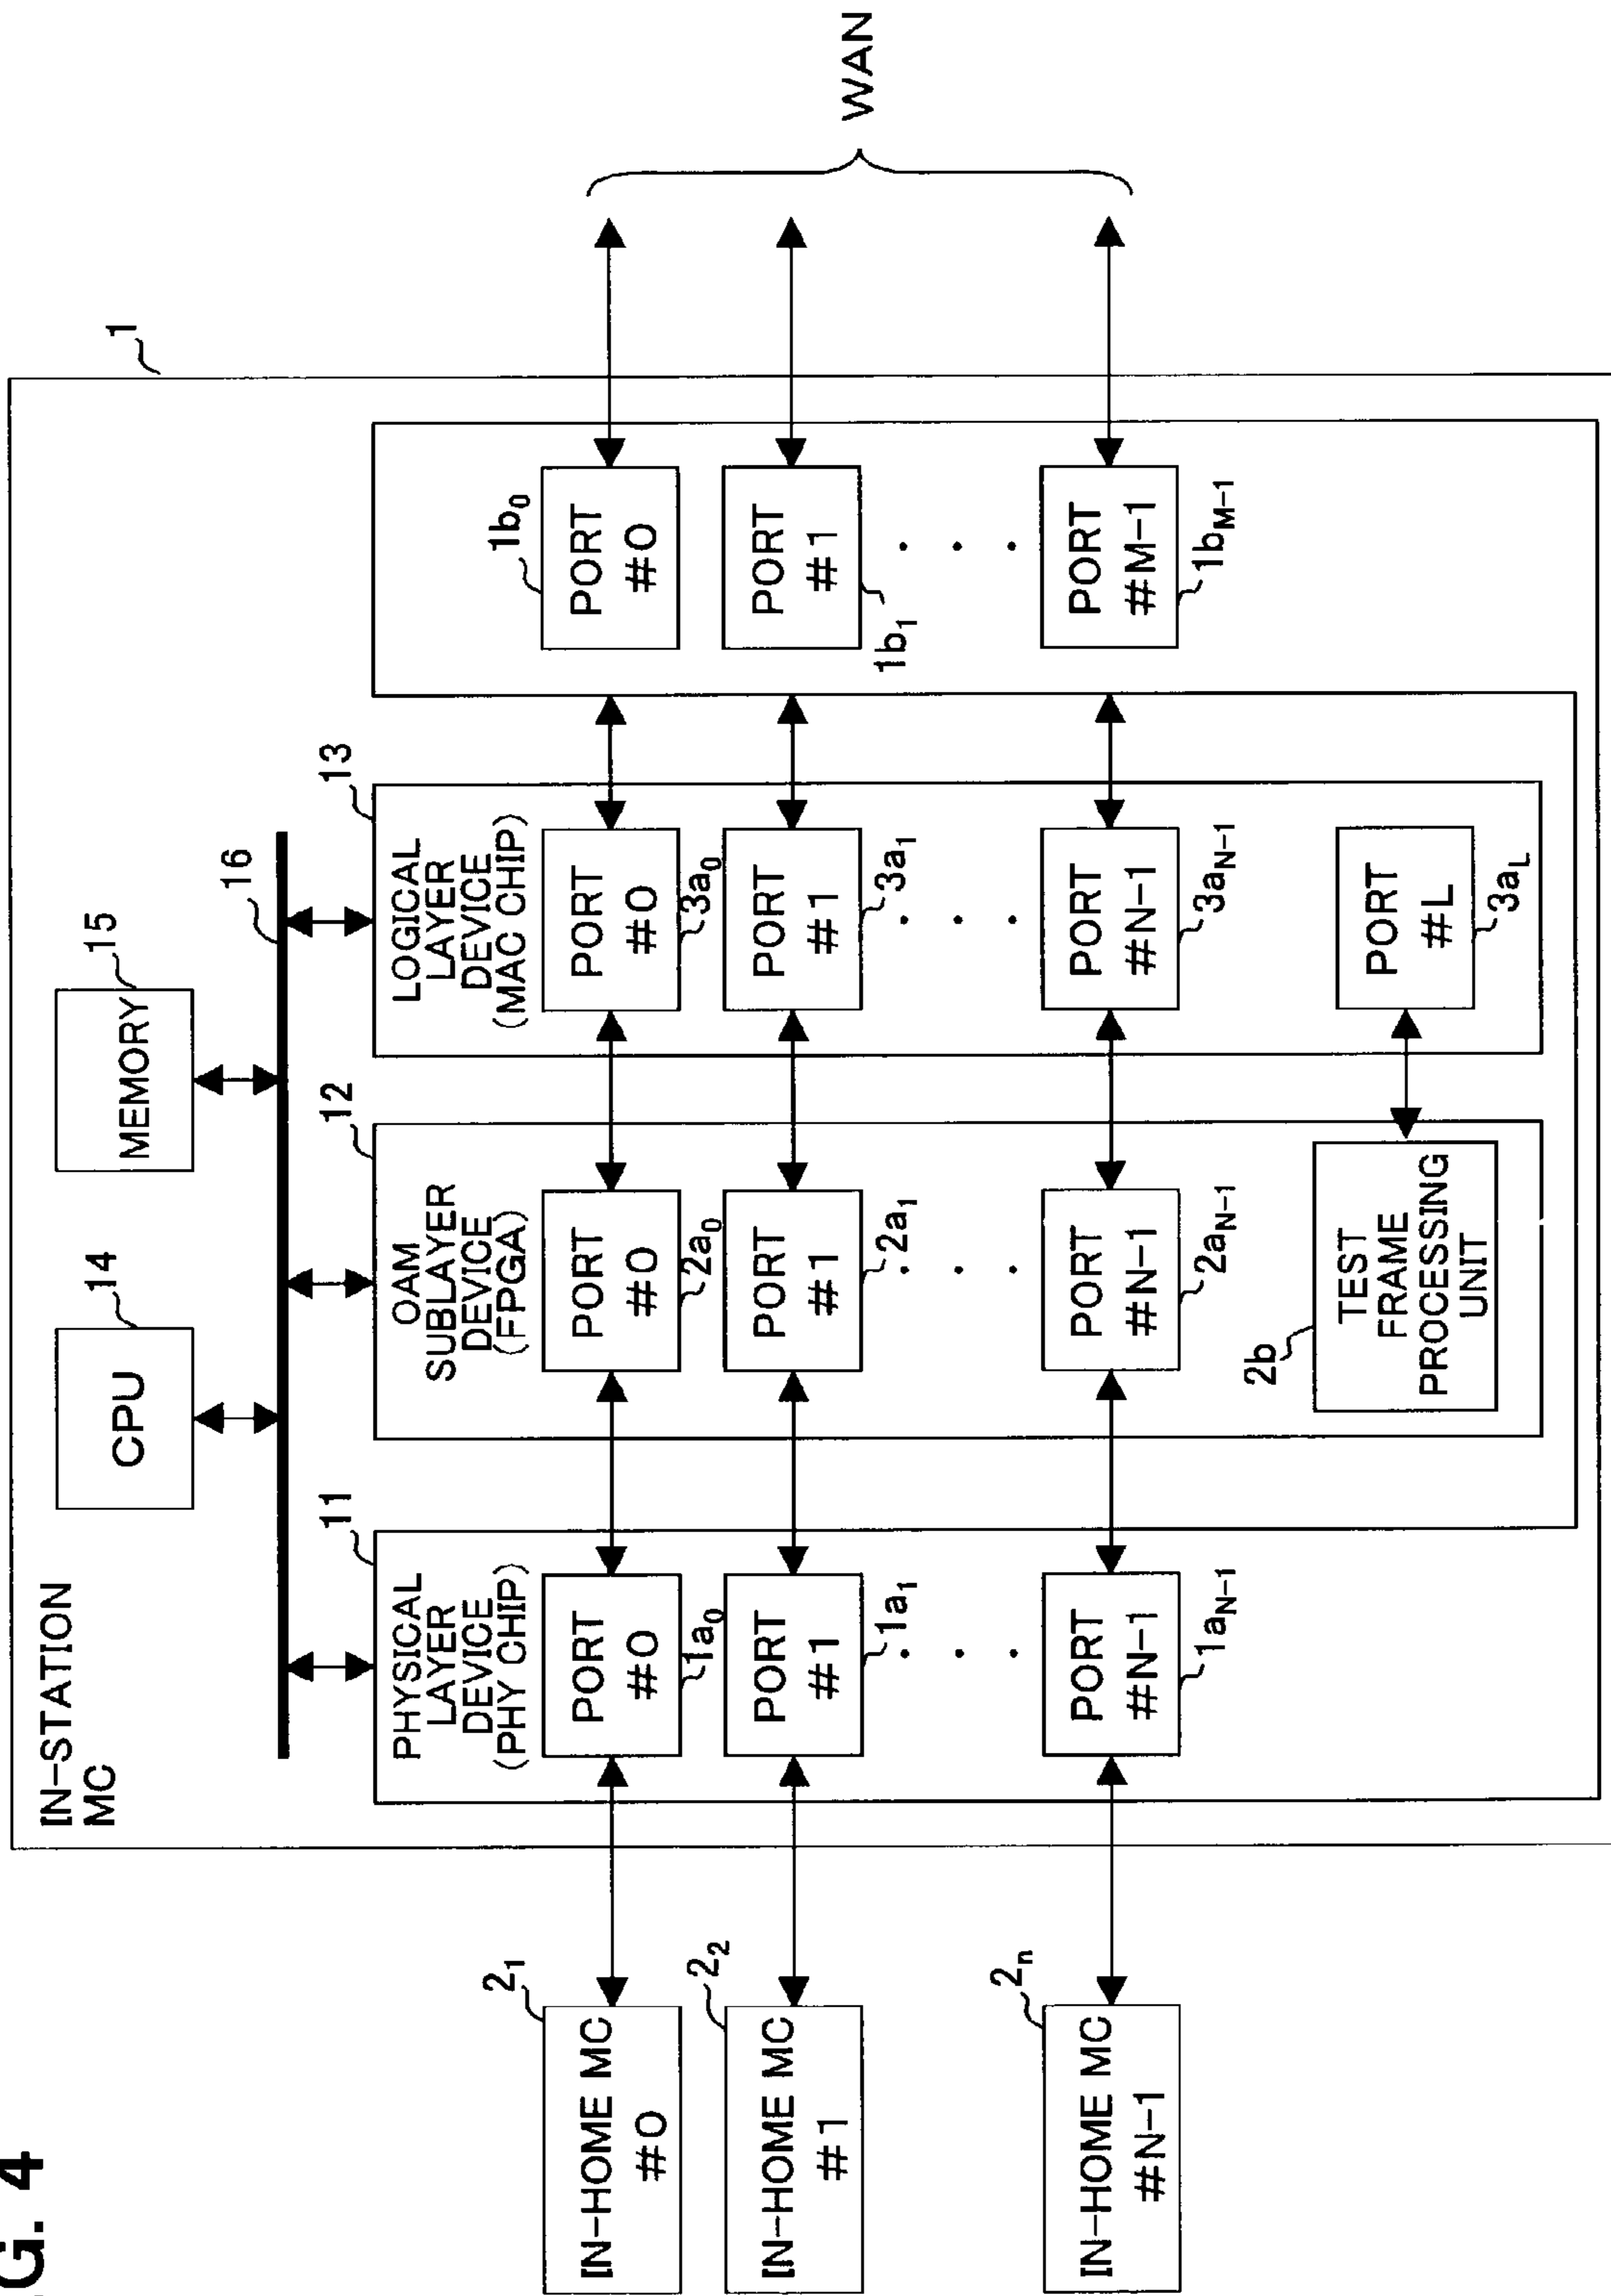 G. 4
IN-STATION
MC
1
CPU
14
MEMORY
15
16
PHYSICAL
LAYER
DEVICE
(PHY CHIP)
11
PORT
#0
1a0
PORT
#1
1a1
PORT
#N-1
1aN-1
OAM
SUBLAYER
DEVICE
(FPGA)
12
PORT
#0
2a0
PORT
#1
2a1
PORT
#N-1
2aN-1
2b
TEST
FRAME
PROCESSING
UNIT
LOGICAL
LAYER
DEVICE
(MAC CHIP)
13
PORT
#0
3a0
PORT
#1
3a1
PORT
#N-1
3aN-1
PORT
#L
3aL
1b0
PORT
#0
PORT
#1
1b1
PORT
#M-1
1bM-1
WAN
21
IN-HOME MC
#0
22
IN-HOME MC
#1
2n
IN-HOME MC
#N-1